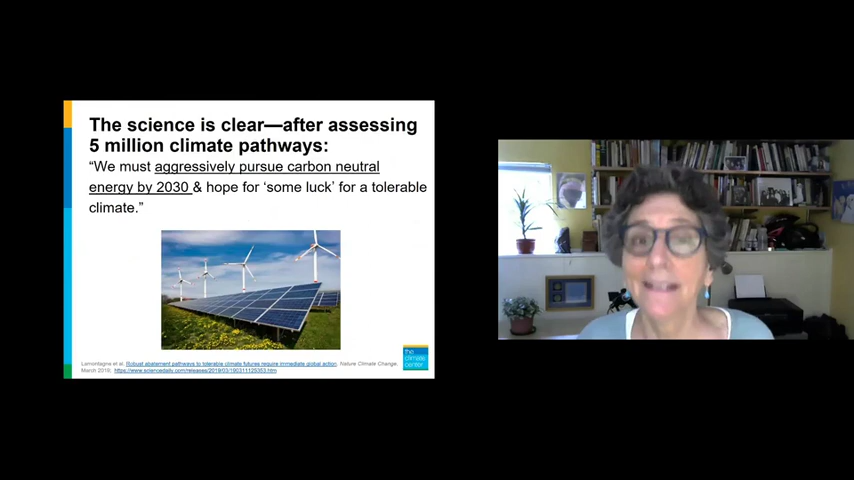 The science is clear—after assessing
5 million climate pathways:
“We must aggressively pursue carbon neutral
energy by 2030 & hope for ‘some luck’ for a tolerable
climate.”
Lamontagne et al. Robust abatement pathways to tolerable climate futures require immediate global action. Nature Climate Change.
March 2018; https://www.sciencedaily.com/releases/2019/03/190311125353.htm
the
climate
center